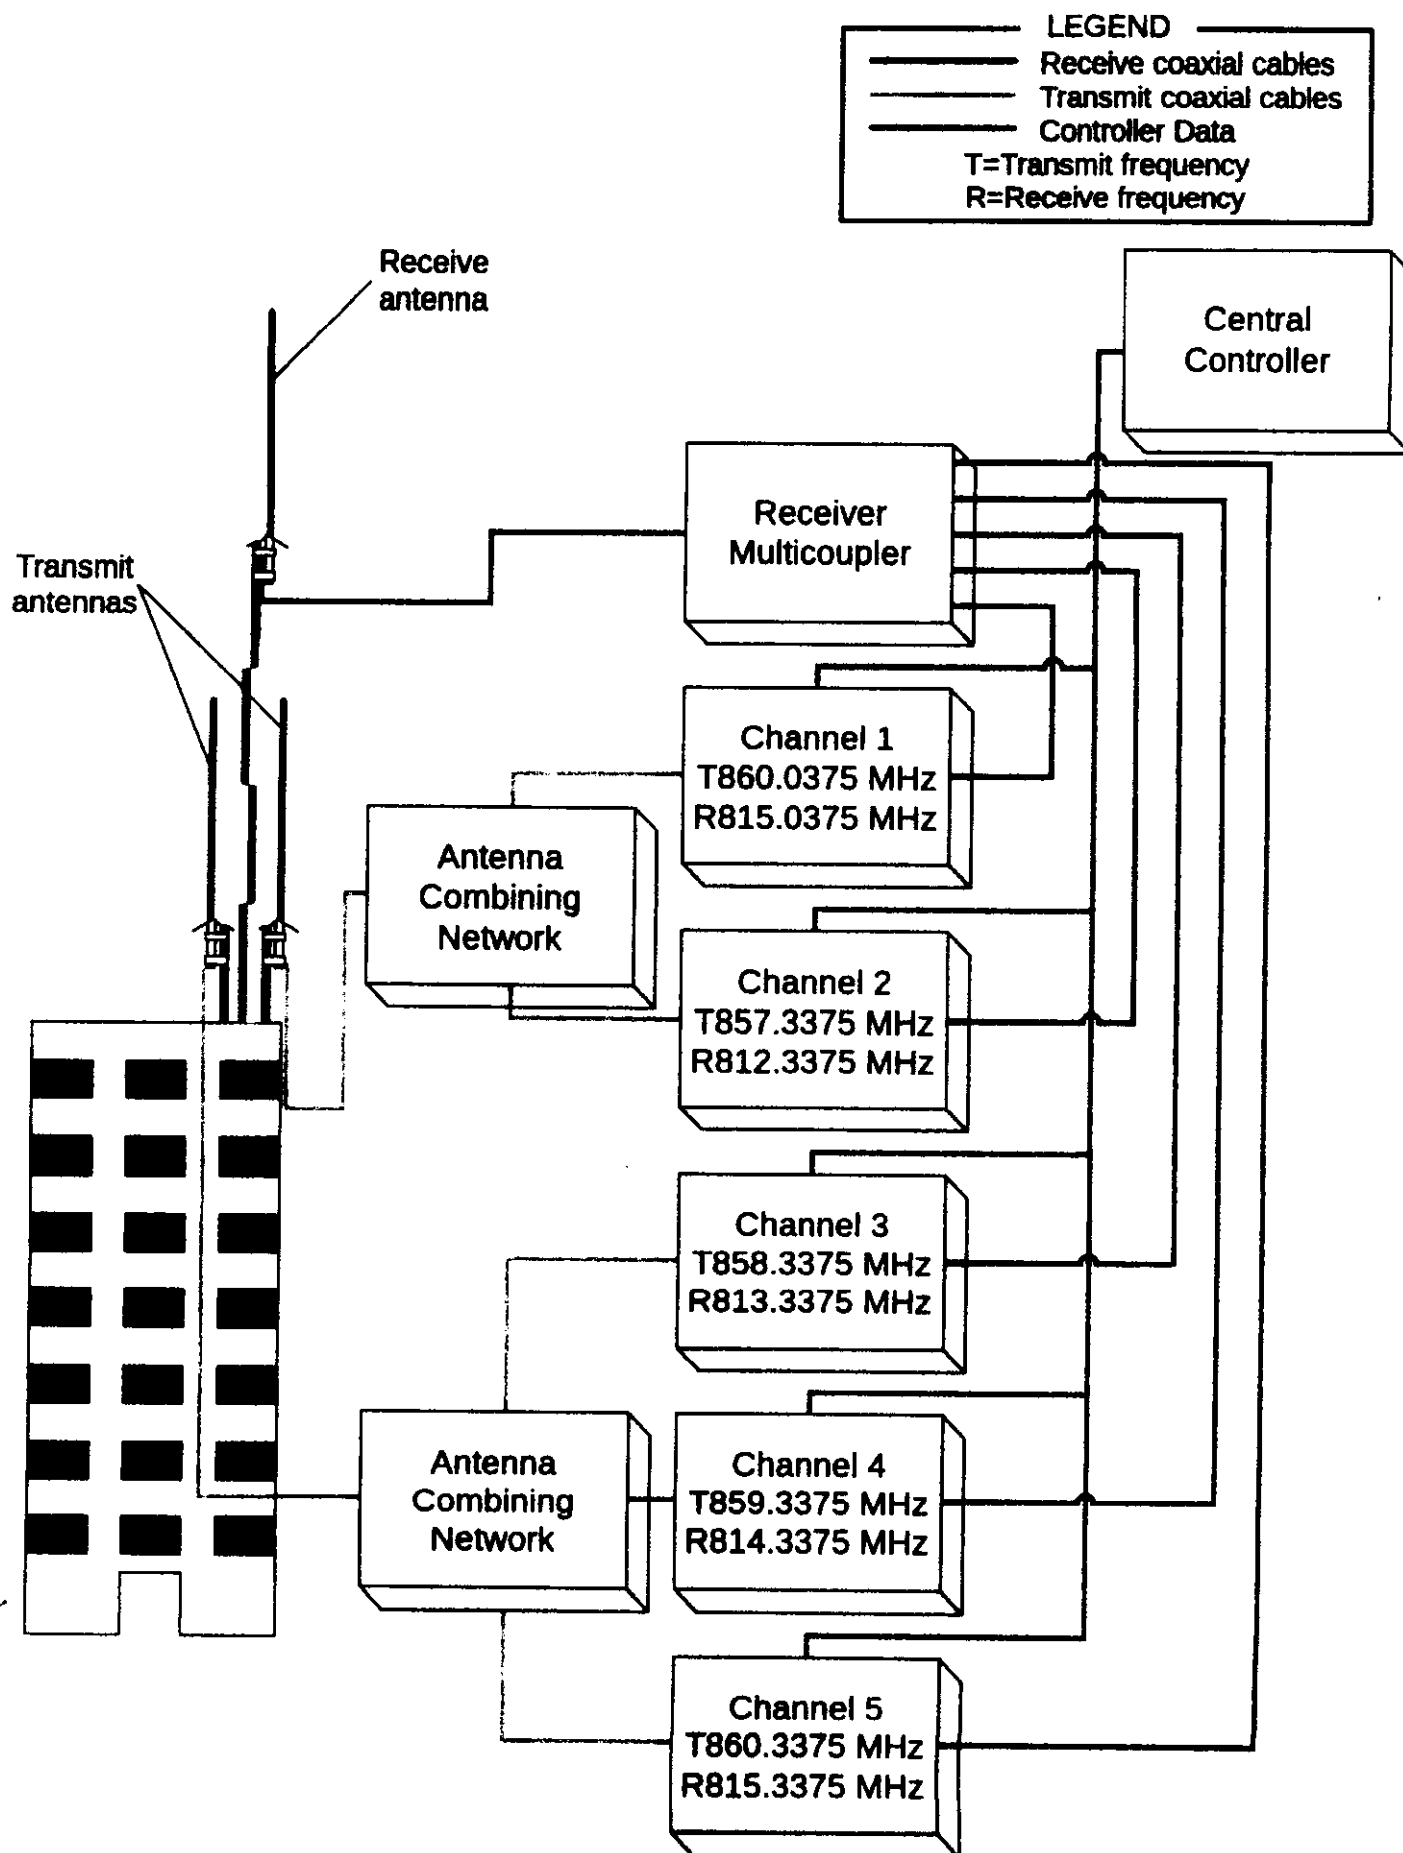 LEGEND
Receive coaxial cables
Transmit coaxial cables
Controller Data
T=Transmit frequency
R=Receive frequency
Receive
antenna
Central
Controller
Receiver
Multicoupler
Transmit
antennas
Channel 1
T860.0375 MHz
R815.0375 MHz
Antenna
Combining
Network
Channel 2
T857.3375 MHz
R812.3375 MHz
Channel 3
T858.3375 MHz
R813.3375 MHz
Antenna
Combining
Network
Channel 4
T859.3375 MHz
R814.3375 MHz
Channel 5
T860.3375 MHz
R815.3375 MHz